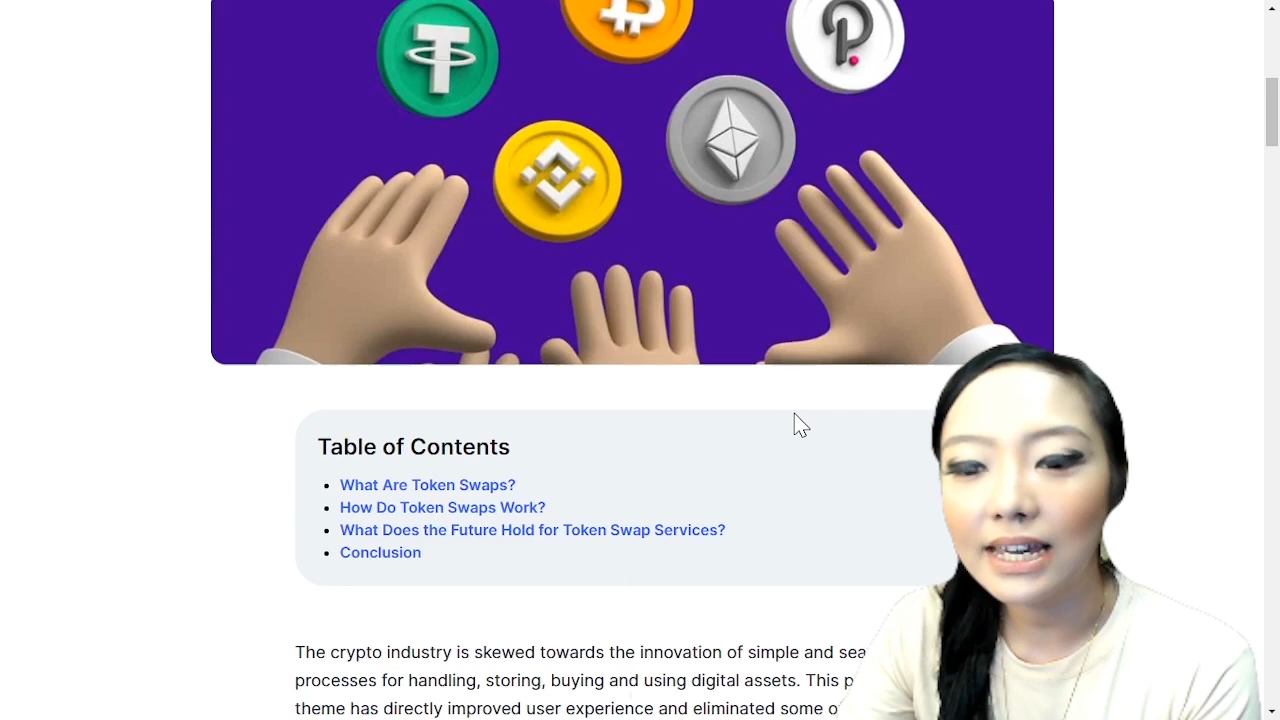 Table of Contents
What Are Token Swaps?
How Do Token Swaps Work?
What Does the Future Hold for Token Swap Services?
Conclusion
The crypto industry is skewed towards the innovation of simple and
processes for handling, storing, buying and using digital assets. This
theme has directly improved user experience and eliminated some